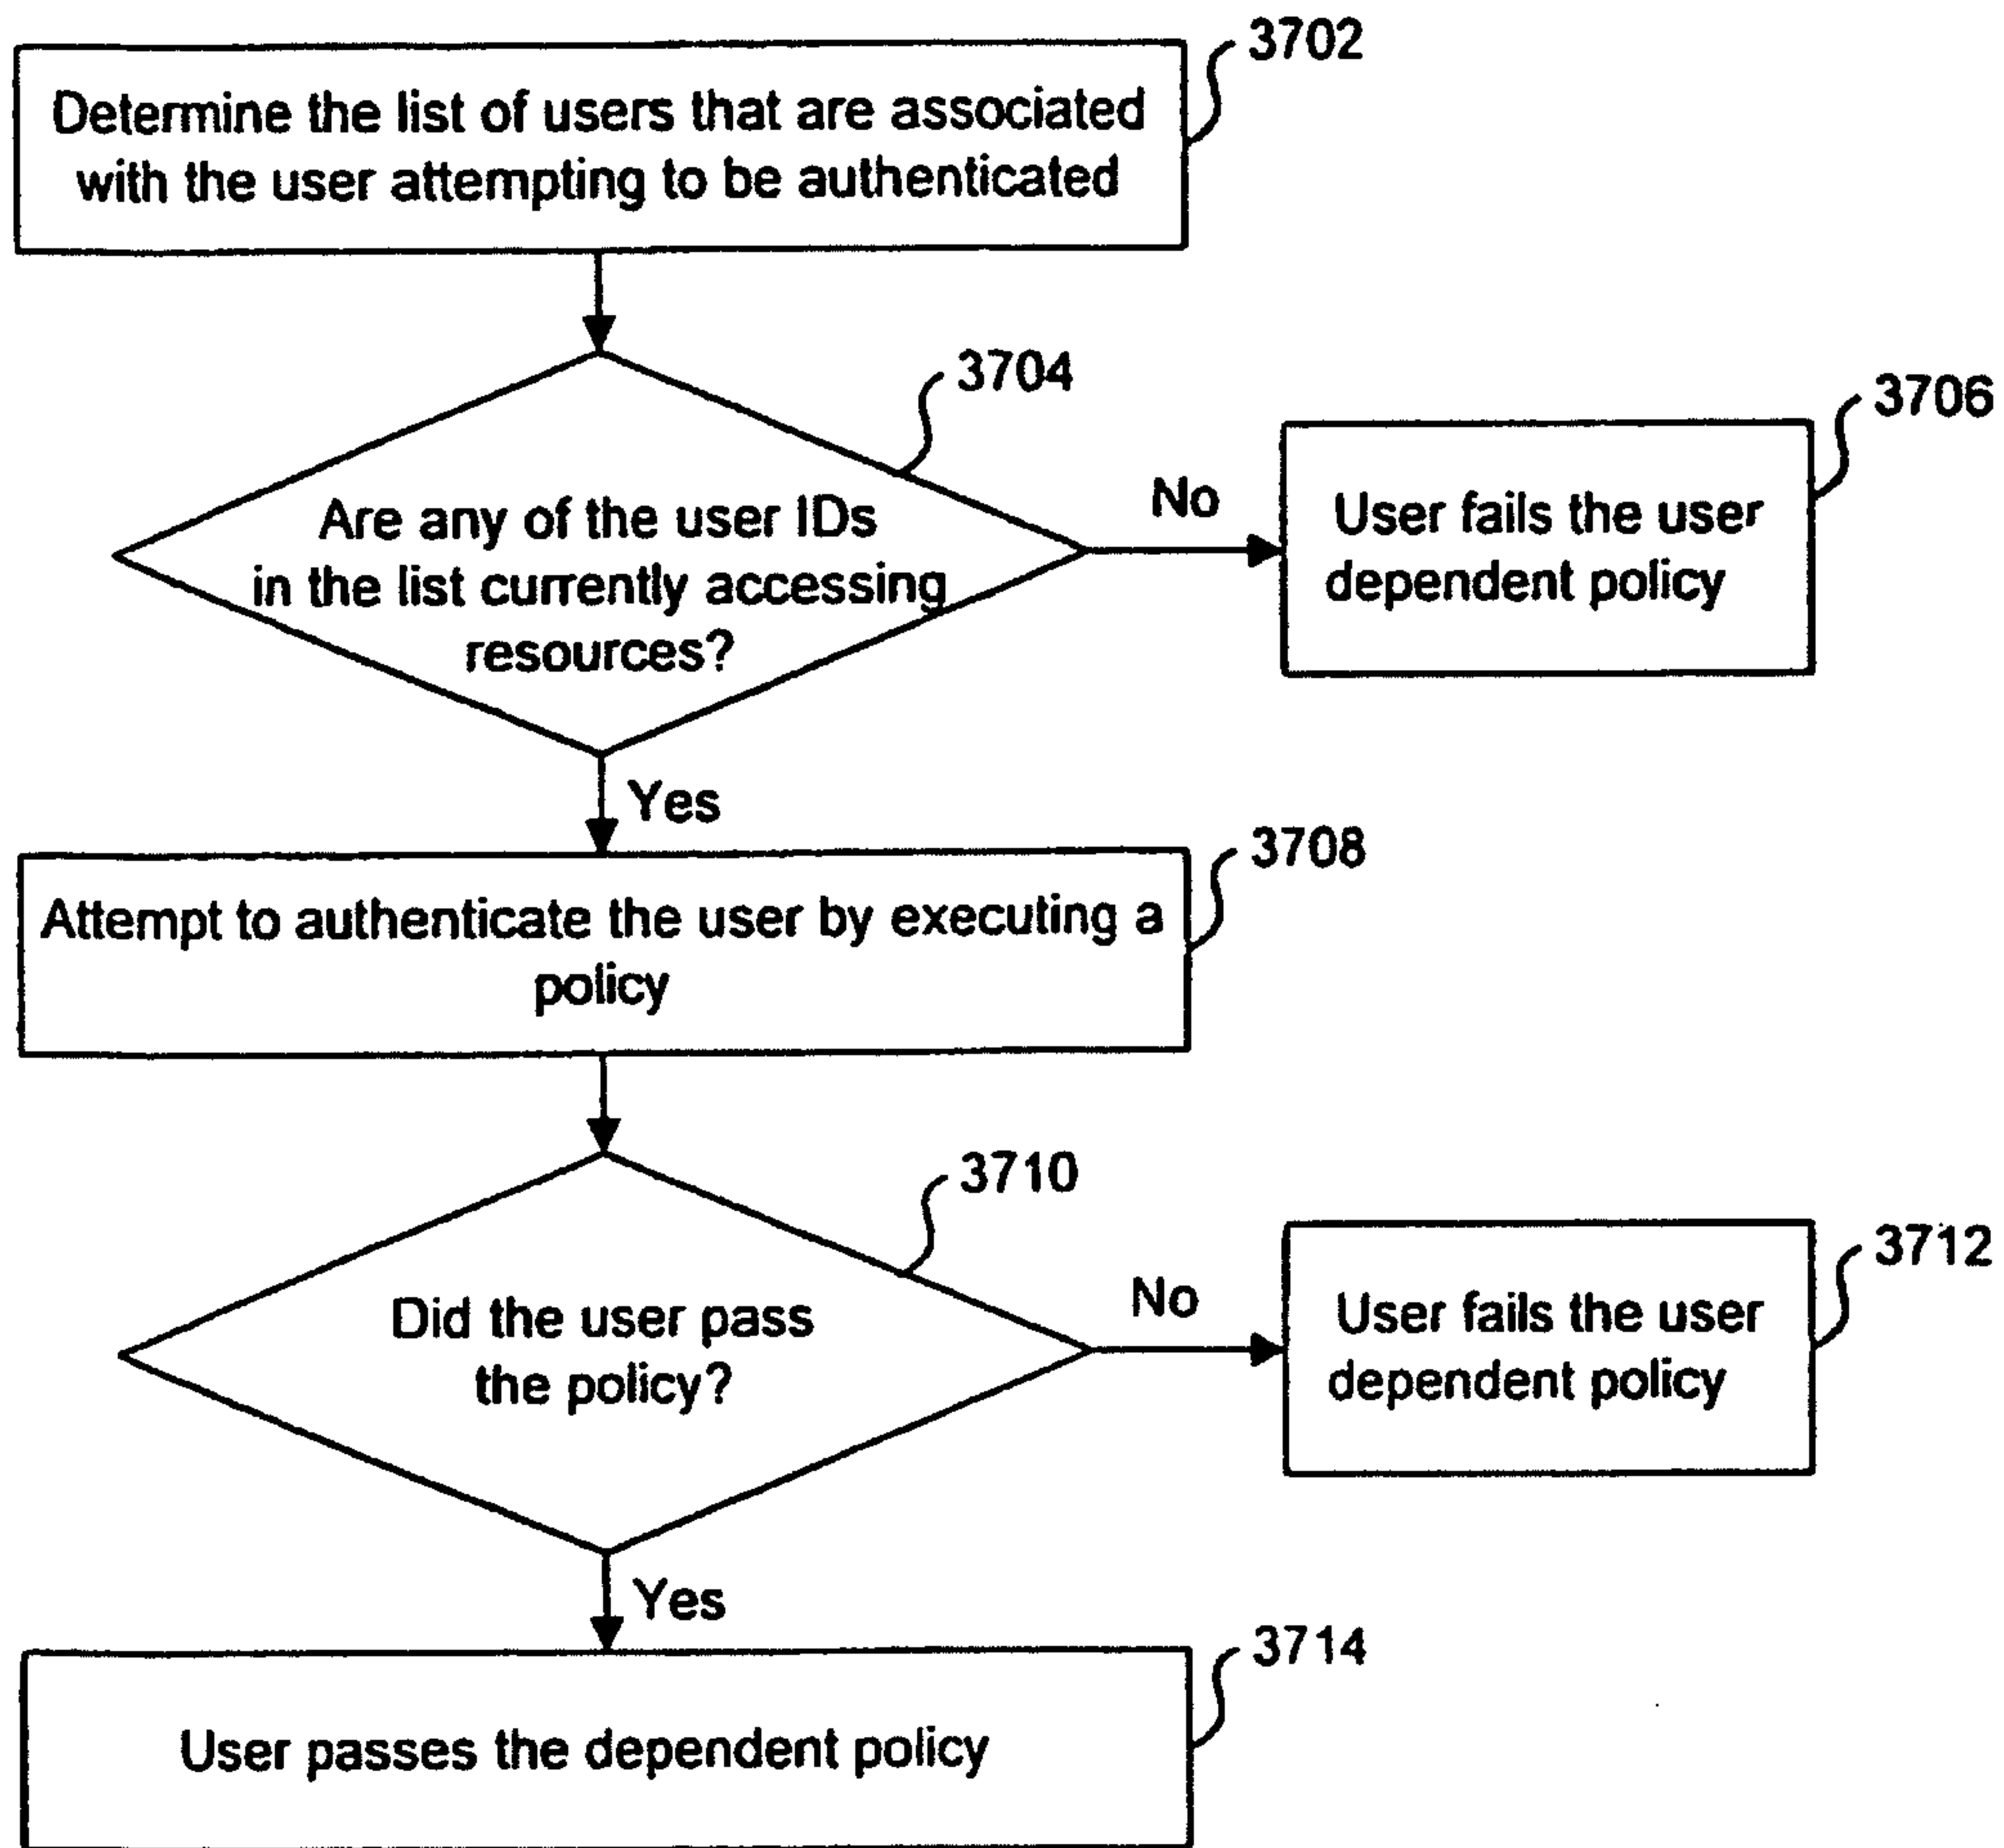 3702
Determine the list of users that are associated
with the user attempting to be authenticated
3704
Are any of the user IDs
in the list currently accessing
resources?
No
3706
User fails the user
dependent policy
Yes
3708
Attempt to authenticate the user by executing a
policy
3710
Did the user pass
the policy?
No
3712
User fails the user
dependent policy
Yes
3714
User passes the dependent policy